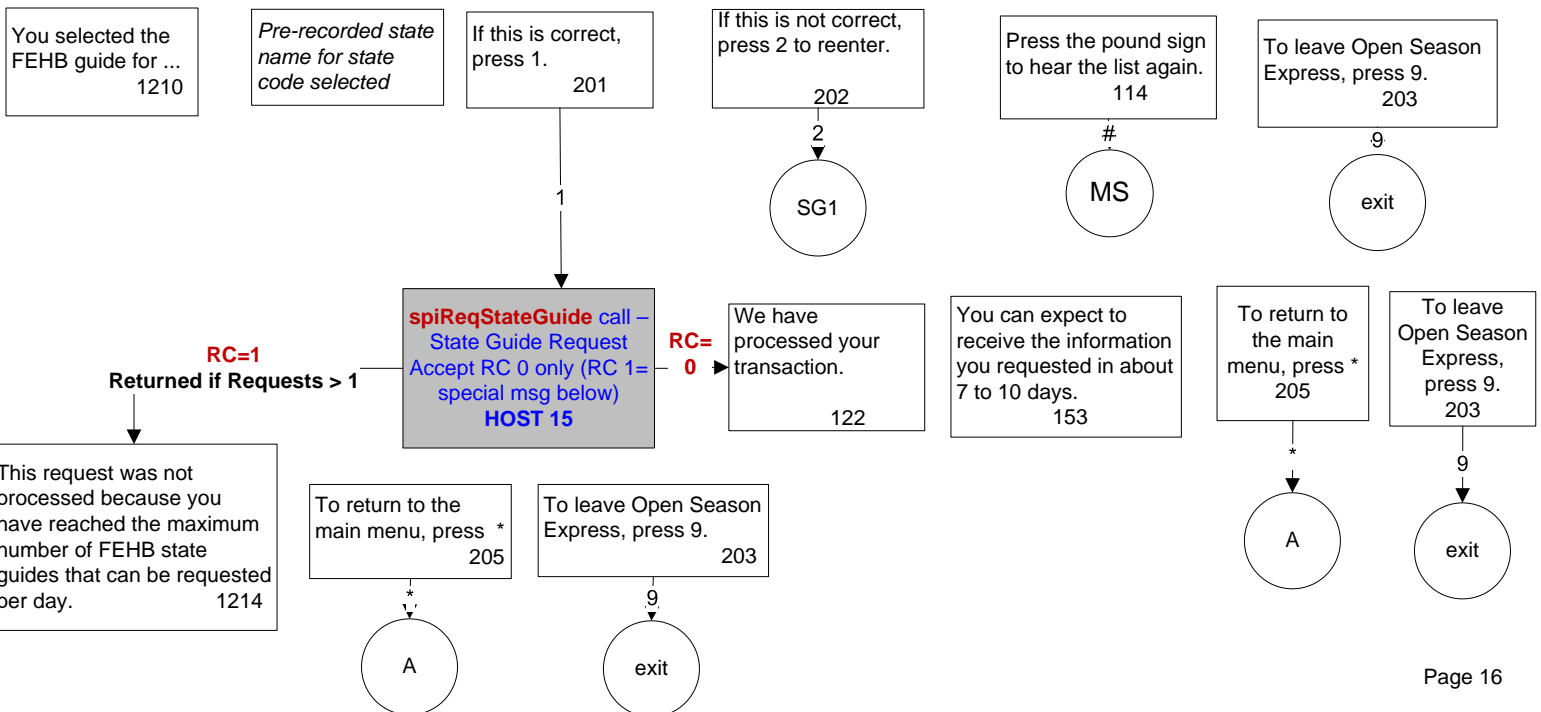 You selected the
FEHB guide for ...
1210
Pre-recorded state
name for state
code selected
If this is correct,
press 1.
201
If this is not correct,
press 2 to reenter.
202
Press the pound sign
to hear the list again.
114
To leave Open Season
Express, press 9.
203
2
#
9
1
SG1
MS
exit
spiReqStateGuide call –
State Guide Request
Accept RC 0 only (RC 1=
special msg below)
HOST 15
RC=1
Returned if Requests > 1
RC=
0
We have
processed your
transaction.
122
You can expect to
receive the information
you requested in about
7 to 10 days.
153
To return to
the main
menu, press *
205
To leave
Open Season
Express,
press 9.
203
*
9
A
exit
This request was not
processed because you
have reached the maximum
number of FEHB state
guides that can be requested
per day. 1214
To return to the
main menu, press *
205
To leave Open Season
Express, press 9.
203
*
9
A
exit
Page 16